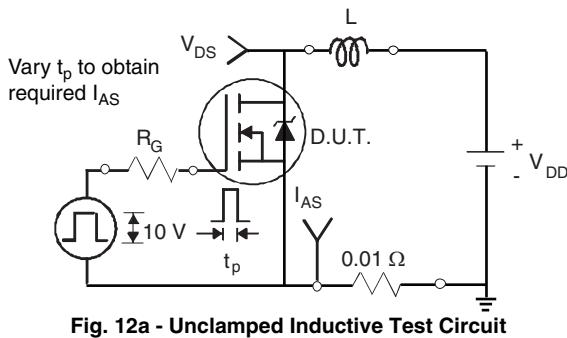 L
V_DS
Vary t_p to obtain
required I_AS
D.U.T.
R_G
+
V_DD
-
I_AS
10 V
t_p
0.01 Ω
Fig. 12a - Unclamped Inductive Test Circuit